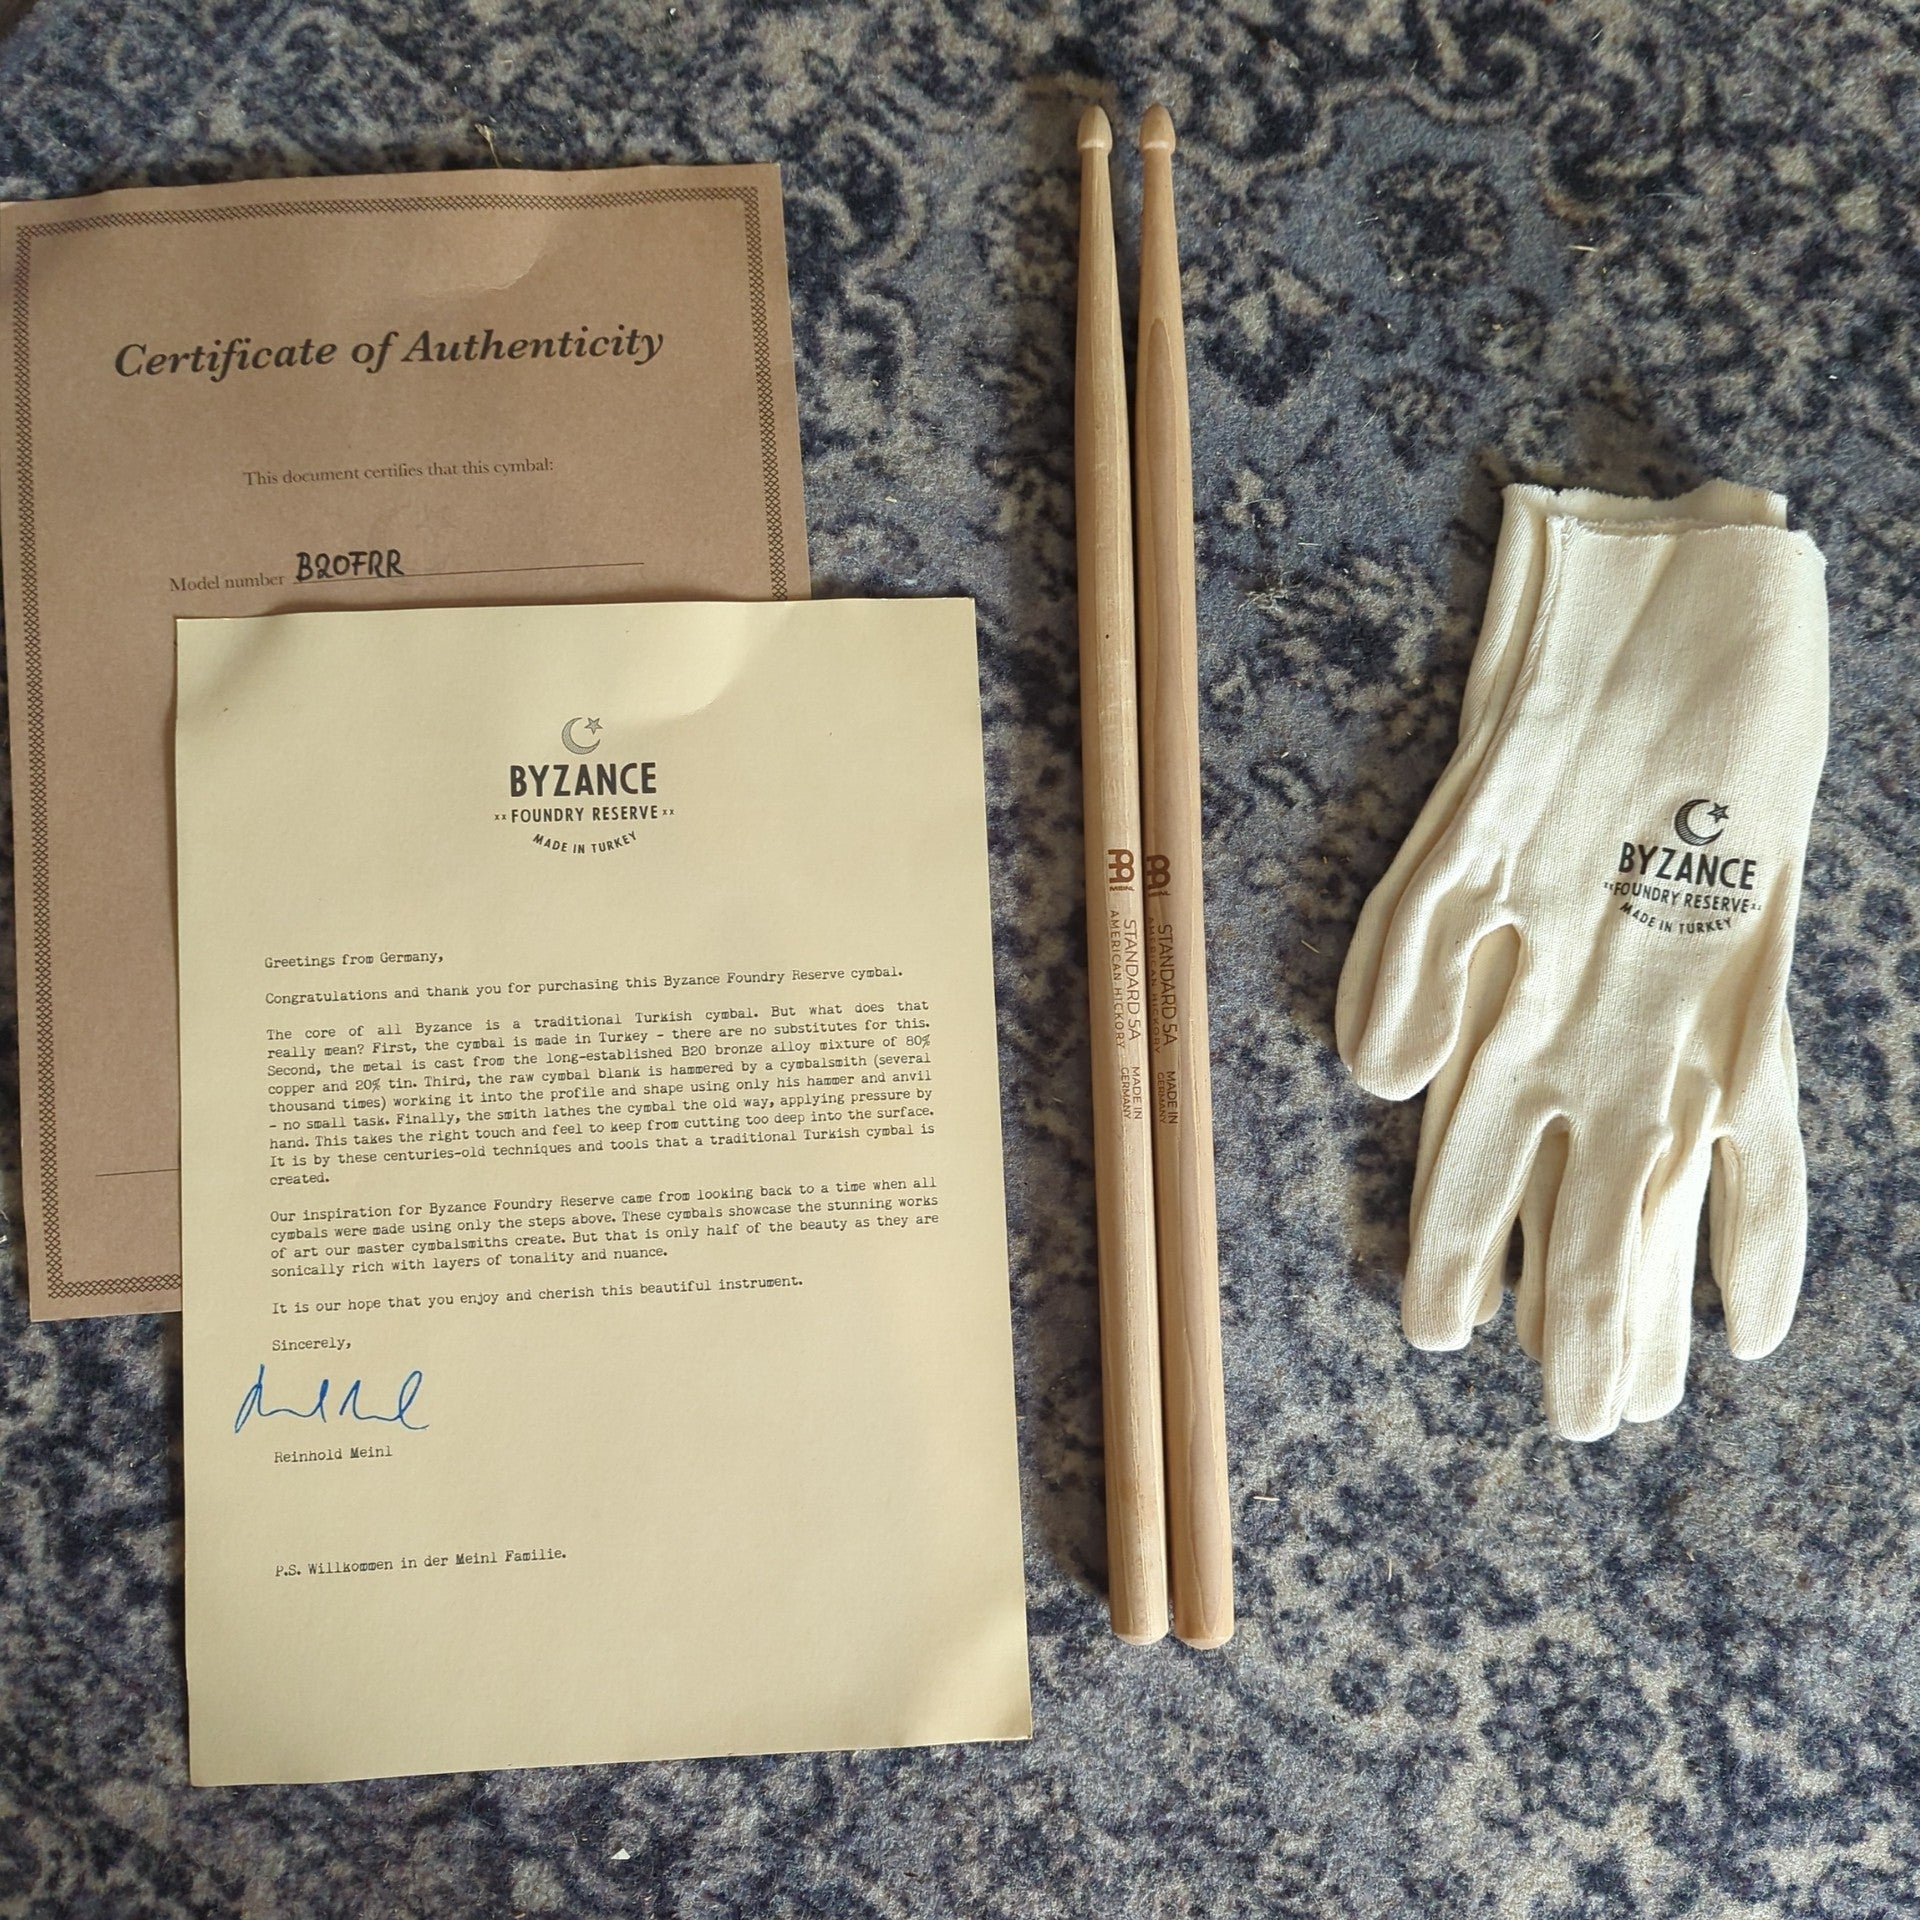 Certificate of Authenticity
This document certifies that this cymbal:
Model number B20FRR
BYZANCE
xx FOUNDRY RESERVE xx
MADE IN TURKEY
Greetings from Germany,
Congratulations and thank you for purchasing this Byzance Foundry Reserve cymbal.
The core of all Byzance is a traditional Turkish cymbal. But what does that
really mean? First, the cymbal is made in Turkey - there are no substitutes for this.
Second, the metal is cast from the long-established B20 bronze alloy mixture of 80%
copper and 20% tin. Third, the raw cymbal blank is hammered by a cymbalsmith (several
thousand times) working it into the profile and shape using only his hammer and anvil
- no small task. Finally, the smith lathes the cymbal the old way, applying pressure by
hand. This takes the right touch and feel to keep from cutting too deep into the surface.
It is by these centuries-old techniques and tools that a traditional Turkish cymbal is
created.
Our inspiration for Byzance Foundry Reserve came from looking back to a time when all
cymbals were made using only the steps above. These cymbals showcase the stunning works
of art our master cymbalsmiths create. But that is only half of the beauty as they are
sonically rich with layers of tonality and nuance.
It is our hope that you enjoy and cherish this beautiful instrument.
Sincerely,
Reinhold Meinl
P.S. Willkommen in der Meinl Familie.
MEINL
STANDARD 5A
AMERICAN HICKORY
MADE IN
GERMANY
STANDARD 5A
AMERICAN HICKORY
MADE IN
GERMANY
BYZANCE
xx FOUNDRY RESERVE xx
MADE IN TURKEY